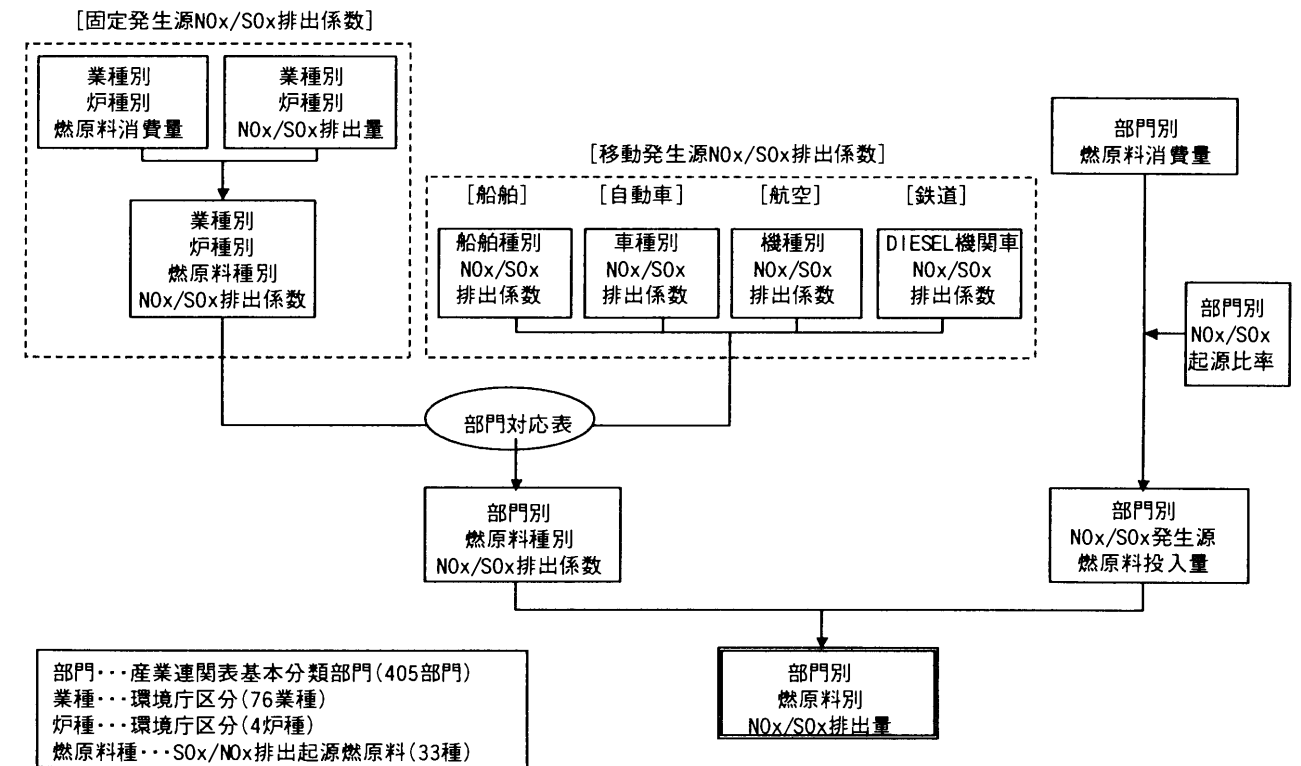 [固定発生源NOx/SOx排出係数]
業種別
炉種別
燃原料消費量
業種別
炉種別
NOx/SOx排出量
業種別
炉種別
燃原料種別
NOx/SOx排出係数
[移動発生源NOx/SOx排出係数]
[船舶]
[自動車]
[航空]
[鉄道]
船舶種別
NOx/SOx
排出係数
車種別
NOx/SOx
排出係数
機種別
NOx/SOx
排出係数
DIESEL機関車
NOx/SOx
排出係数
部門別
燃原料消費量
部門別
NOx/SOx
起源比率
部門対応表
部門別
燃原料種別
NOx/SOx排出係数
部門別
NOx/SOx発生源
燃原料投入量
部門別
燃原料別
NOx/SOx排出量
部門･･･産業連関表基本分類部門(405部門)
業種･･･環境庁区分(76業種)
炉種･･･環境庁区分(4炉種)
燃原料種･･･SOx/NOx排出起源燃原料(33種)